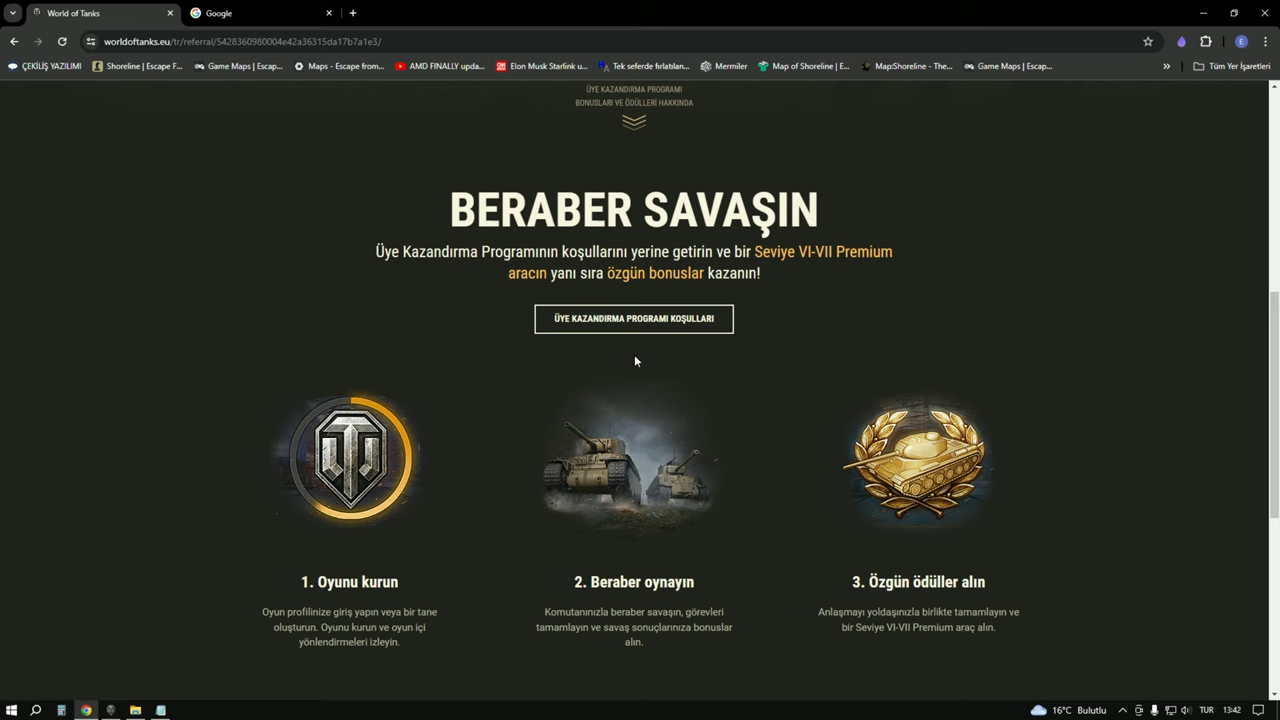 World of Tanks
Google
worldoftanks.eu/tr/referral/5428360980004e42a36315da17b7a1e3/
E
ÇEKİLİŞ YAZILIMI
Shoreline | Escape F...
Game Maps | Escap...
Maps - Escape from...
AMD FINALLY upda...
Elon Musk Starlink u...
Tek seferde fırlatılan...
Mermiler
Map of Shoreline | E...
Map:Shoreline - The...
Game Maps | Escap...
Tüm Yer İşaretleri
ÜYE KAZANDIRMA PROGRAMI
BONUSLARI VE ÖDÜLLERİ HAKKINDA
BERABER SAVAŞIN
Üye Kazandırma Programının koşullarını yerine getirin ve bir Seviye VI-VII Premium
aracın yanı sıra özgün bonuslar kazanın!
ÜYE KAZANDIRMA PROGRAMI KOŞULLARI
1. Oyunu kurun
Oyun profilinize giriş yapın veya bir tane
oluşturun. Oyunu kurun ve oyun içi
yönlendirmeleri izleyin.
2. Beraber oynayın
Komutanınızla beraber savaşın, görevleri
tamamlayın ve savaş sonuçlarınıza bonuslar
alın.
3. Özgün ödüller alın
Anlaşmayı yoldaşınızla birlikte tamamlayın ve
bir Seviye VI-VII Premium araç alın.
16°C Bulutlu
TUR
13:42